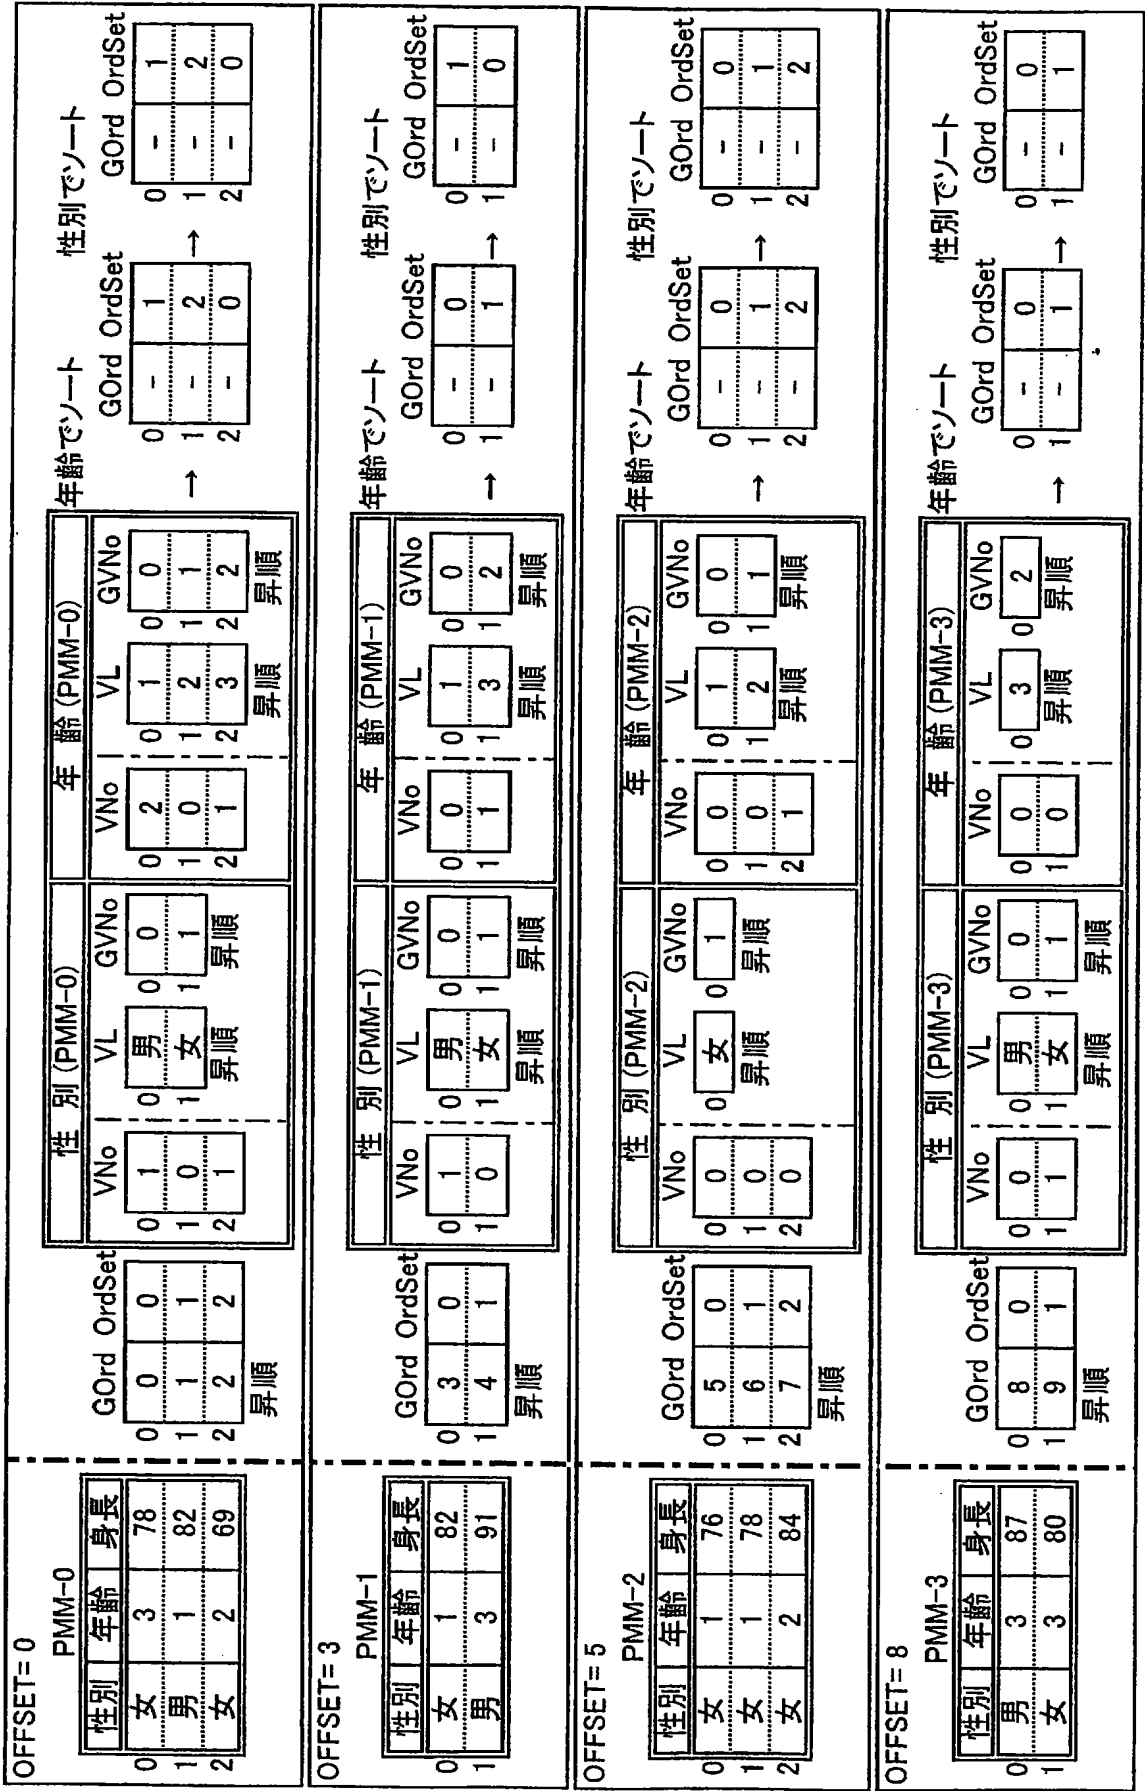 OFFSET= 0
PMM-0
性別 年齢 身長
0 女 3 78
1 男 1 82
2 女 2 69
GOrd OrdSet
0 0 0
1 1 1
2 2 2
昇順
性 別 (PMM-0)
VNo VL GVNo
0 1 0 男 0 0
1 0 1 女 1 1
2 1 昇順 昇順
年 齢 (PMM-0)
VNo VL GVNo
0 2 0 1 0 0
1 0 1 2 1 1
2 1 2 3 2 2
昇順 昇順
年齢でソート
→
GOrd OrdSet
0 - 1
1 - 2
2 - 0
性別でソート
→
GOrd OrdSet
0 - 1
1 - 2
2 - 0
OFFSET= 3
PMM-1
性別 年齢 身長
0 女 1 82
1 男 3 91
GOrd OrdSet
0 3 0
1 4 1
昇順
性 別 (PMM-1)
VNo VL GVNo
0 1 0 男 0 0
1 0 1 女 1 1
昇順 昇順
年 齢 (PMM-1)
VNo VL GVNo
0 0 0 1 0 0
1 1 1 3 1 2
昇順 昇順
年齢でソート
→
GOrd OrdSet
0 - 0
1 - 1
性別でソート
→
GOrd OrdSet
0 - 1
1 - 0
OFFSET= 5
PMM-2
性別 年齢 身長
0 女 1 76
1 女 1 78
2 女 2 84
GOrd OrdSet
0 5 0
1 6 1
2 7 2
昇順
性 別 (PMM-2)
VNo VL GVNo
0 0 0 女 0 1
1 0 昇順 昇順
2 0
年 齢 (PMM-2)
VNo VL GVNo
0 0 0 1 0 0
1 0 1 2 1 1
2 1 昇順 昇順
年齢でソート
→
GOrd OrdSet
0 - 0
1 - 1
2 - 2
性別でソート
→
GOrd OrdSet
0 - 0
1 - 1
2 - 2
OFFSET= 8
PMM-3
性別 年齢 身長
0 男 3 87
1 女 3 80
GOrd OrdSet
0 8 0
1 9 1
昇順
性 別 (PMM-3)
VNo VL GVNo
0 0 0 男 0 0
1 1 1 女 1 1
昇順 昇順
年 齢 (PMM-3)
VNo VL GVNo
0 0 0 3 0 2
1 0 昇順 昇順
年齢でソート
→
GOrd OrdSet
0 - 0
1 - 1
性別でソート
→
GOrd OrdSet
0 - 0
1 - 1